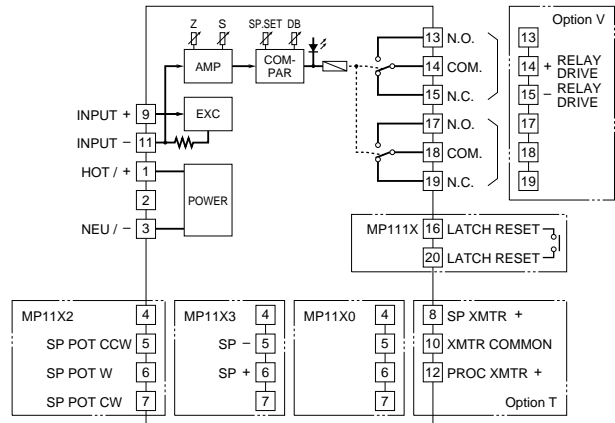 Z S SP.SET DB
AMP
COM-
PAR
EXC
POWER
INPUT + 9
INPUT − 11
HOT / + 1
2
NEU / − 3
13 N.O.
14 COM.
15 N.C.
17 N.O.
18 COM.
19 N.C.
Option V
13
14 + RELAY
DRIVE
15 − RELAY
DRIVE
17
18
19
MP111X 16 LATCH RESET
20 LATCH RESET
MP11X2 4
SP POT CCW 5
SP POT W 6
SP POT CW 7
MP11X3 4
SP − 5
SP + 6
7
MP11X0 4
5
6
7
8 SP XMTR +
10 XMTR COMMON
12 PROC XMTR +
Option T